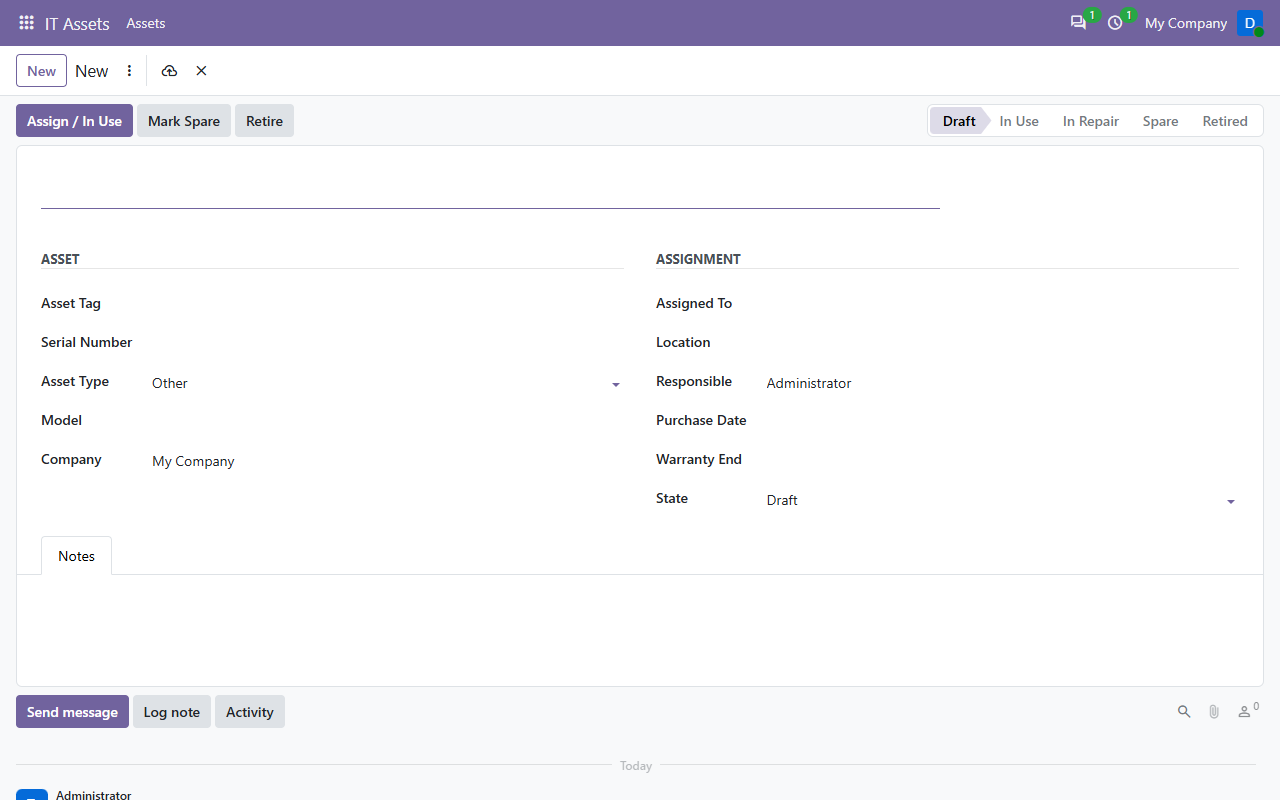 IT Assets Assets 1 1 My Company D
New New
Assign / In Use Mark Spare Retire Draft In Use In Repair Spare Retired
ASSET ASSIGNMENT
Asset Tag Assigned To
Serial Number Location
Asset Type Other Responsible Administrator
Model Purchase Date
Company My Company Warranty End
State Draft
Notes
Send message Log note Activity 0
Today
Administrator